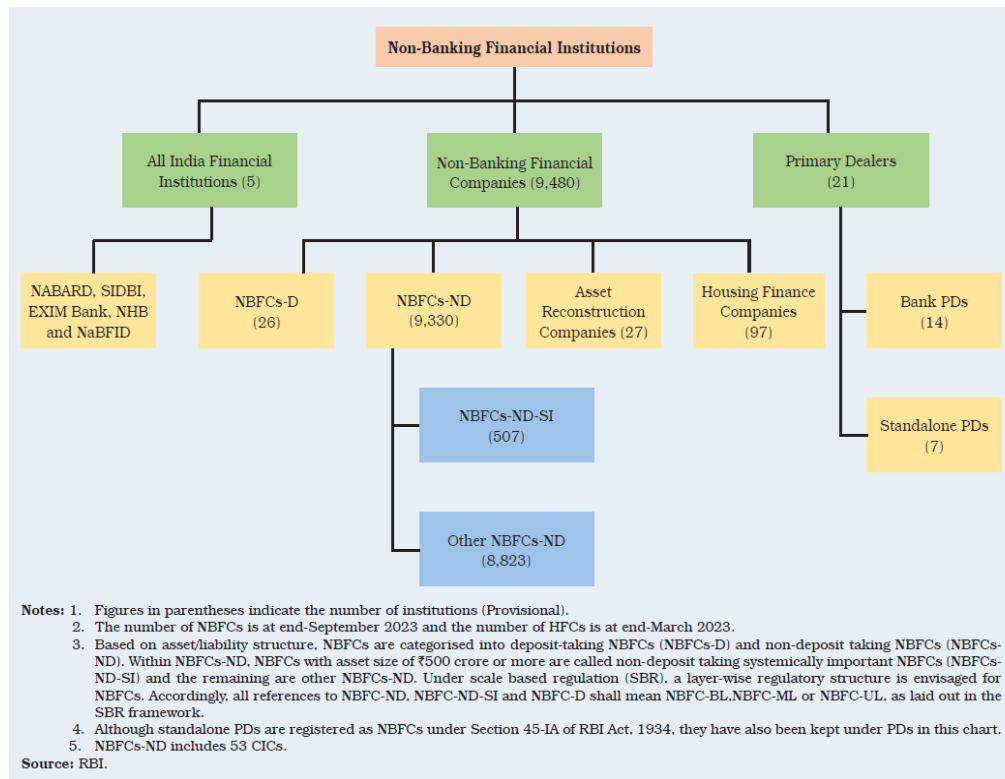 Non-Banking Financial Institutions
All India Financial
Institutions (5)
Non-Banking Financial
Companies (9,480)
Primary Dealers
(21)
NABARD, SIDBI,
EXIM Bank, NHB
and NaBFID
NBFCs-D
(26)
NBFCs-ND
(9,330)
Asset
Reconstruction
Companies (27)
Housing Finance
Companies
(97)
Bank PDs
(14)
NBFCs-ND-SI
(507)
Standalone PDs
(7)
Other NBFCs-ND
(8,823)
Notes: 1. Figures in parentheses indicate the number of institutions (Provisional).
2. The number of NBFCs is at end-September 2023 and the number of HFCs is at end-March 2023.
3. Based on asset/liability structure, NBFCs are categorised into deposit-taking NBFCs (NBFCs-D) and non-deposit taking NBFCs (NBFCs-
ND). Within NBFCs-ND, NBFCs with asset size of ₹500 crore or more are called non-deposit taking systemically important NBFCs (NBFCs-
ND-SI) and the remaining are other NBFCs-ND. Under scale based regulation (SBR), a layer-wise regulatory structure is envisaged for
NBFCs. Accordingly, all references to NBFC-ND, NBFC-ND-SI and NBFC-D shall mean NBFC-BL,NBFC-ML or NBFC-UL, as laid out in the
SBR framework.
4. Although standalone PDs are registered as NBFCs under Section 45-IA of RBI Act, 1934, they have also been kept under PDs in this chart.
5. NBFCs-ND includes 53 CICs.
Source: RBI.